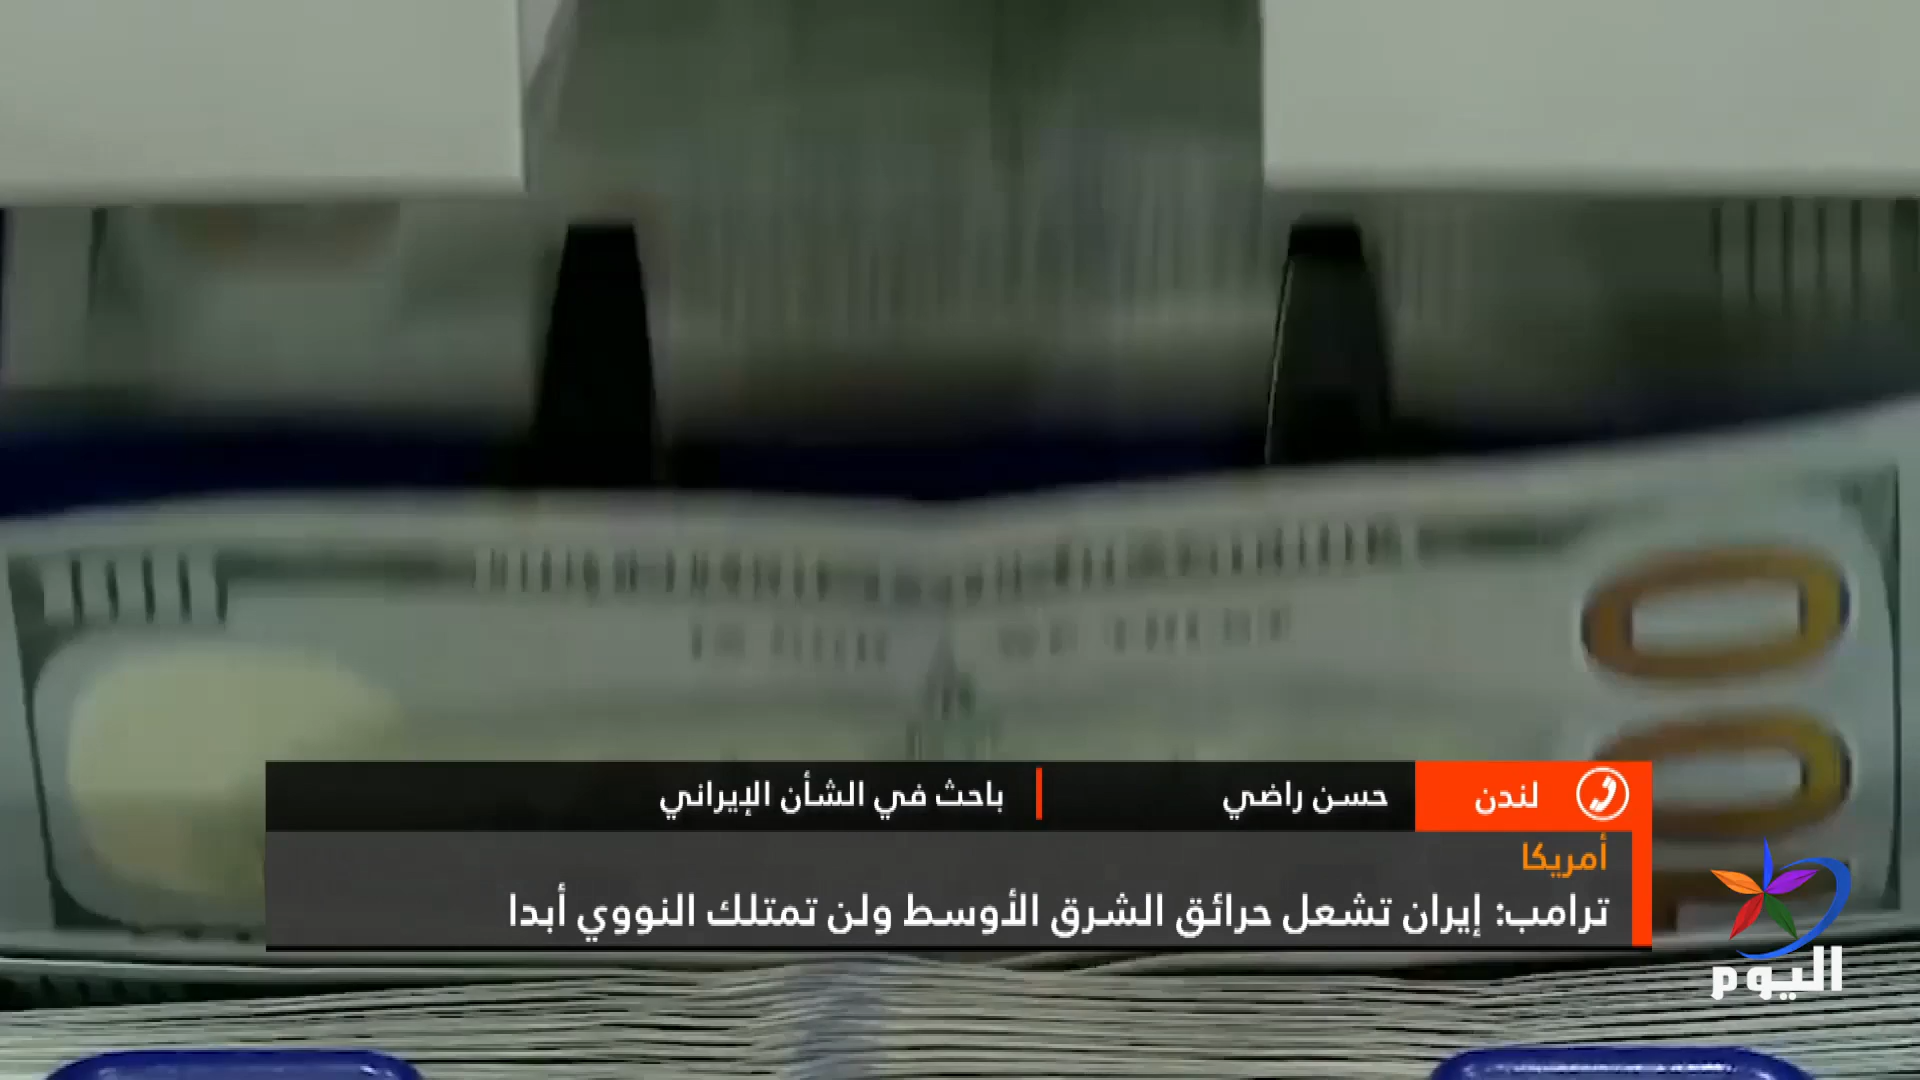 لندن
حسن راضي
باحث في الشأن الإيراني
أمريكا
ترامب: إيران تشعل حرائق الشرق الأوسط ولن تمتلك النووي أبدا
اليوم
00